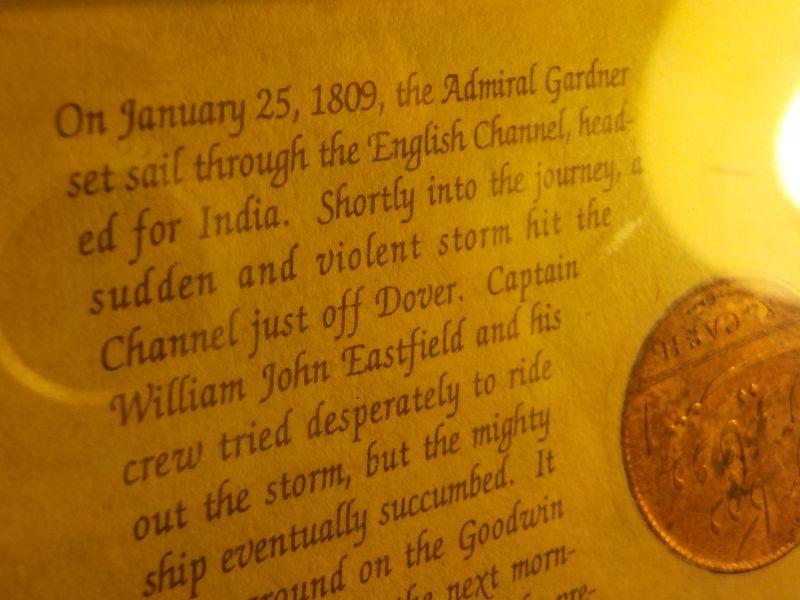 On January 25, 1809, the Admiral Gardner
set sail through the English Channel, head-
ed for India. Shortly into the journey, a
sudden and violent storm hit the
Channel just off Dover. Captain
William John Eastfield and his
crew tried desperately to ride
out the storm, but the mighty
ship eventually succumbed. It
on the Goodwin
next morn-